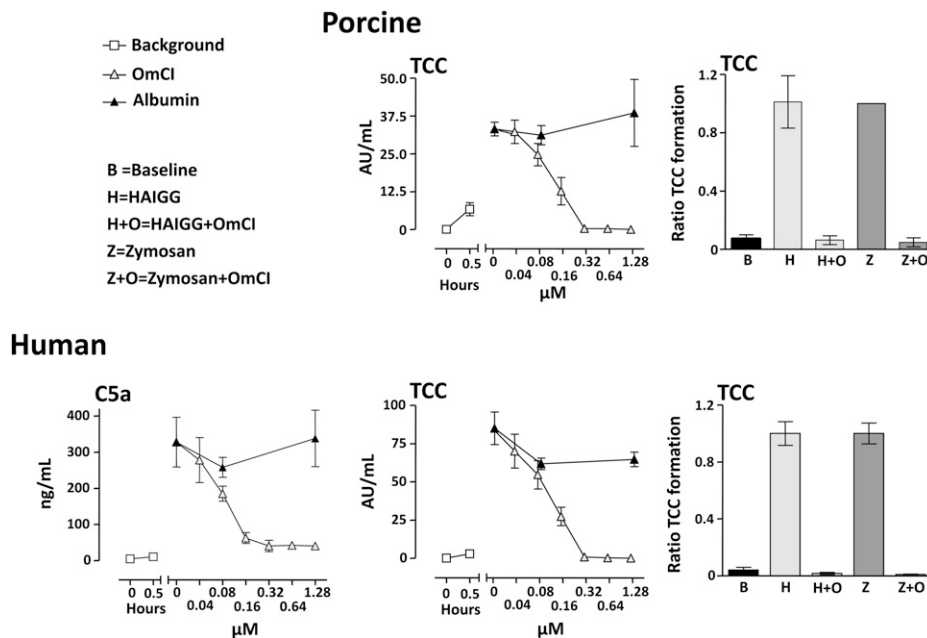 Porcine
Background
OmCI
Albumin
B =Baseline
H=HAIGG
H+O=HAIGG+OmCI
Z=Zymosan
Z+O=Zymosan+OmCI
TCC
AU/mL
50.0
37.5
25.0
12.5
0
0 0.5
Hours
0 0.04 0.08 0.16 0.32 0.64 1.28
μM
TCC
Ratio TCC formation
1.2
0.4
0
B H H+O Z Z+O
Human
C5a
ng/mL
400
300
200
100
0
0 0.5
Hours
0 0.04 0.08 0.16 0.32 0.64 1.28
μM
TCC
AU/mL
100
75
50
25
0
0 0.5
Hours
0 0.04 0.08 0.16 0.32 0.64 1.28
μM
TCC
Ratio TCC formation
1.2
0.4
0
B H H+O Z Z+O